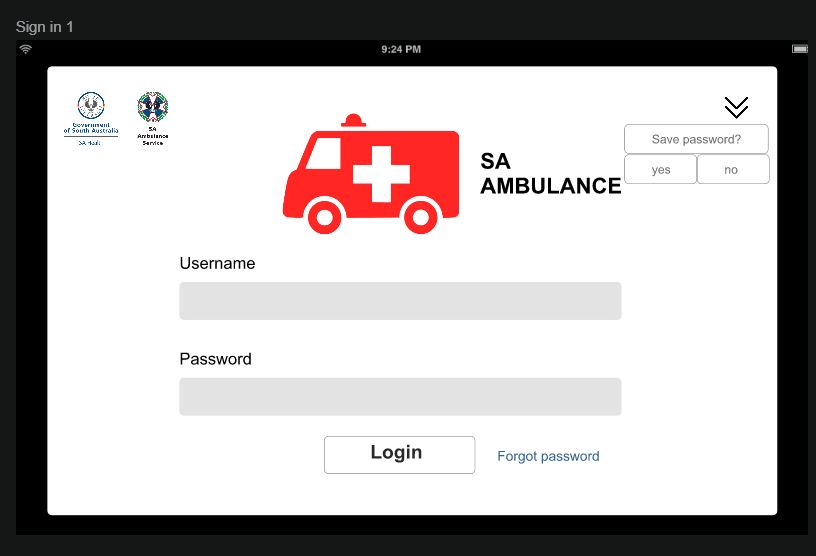 Sign in 1
9:24 PM
Government
of South Australia
SA Health
SA
Ambulance
Service
SA
AMBULANCE
Save password?
yes
no
Username
Password
Login
Forgot password